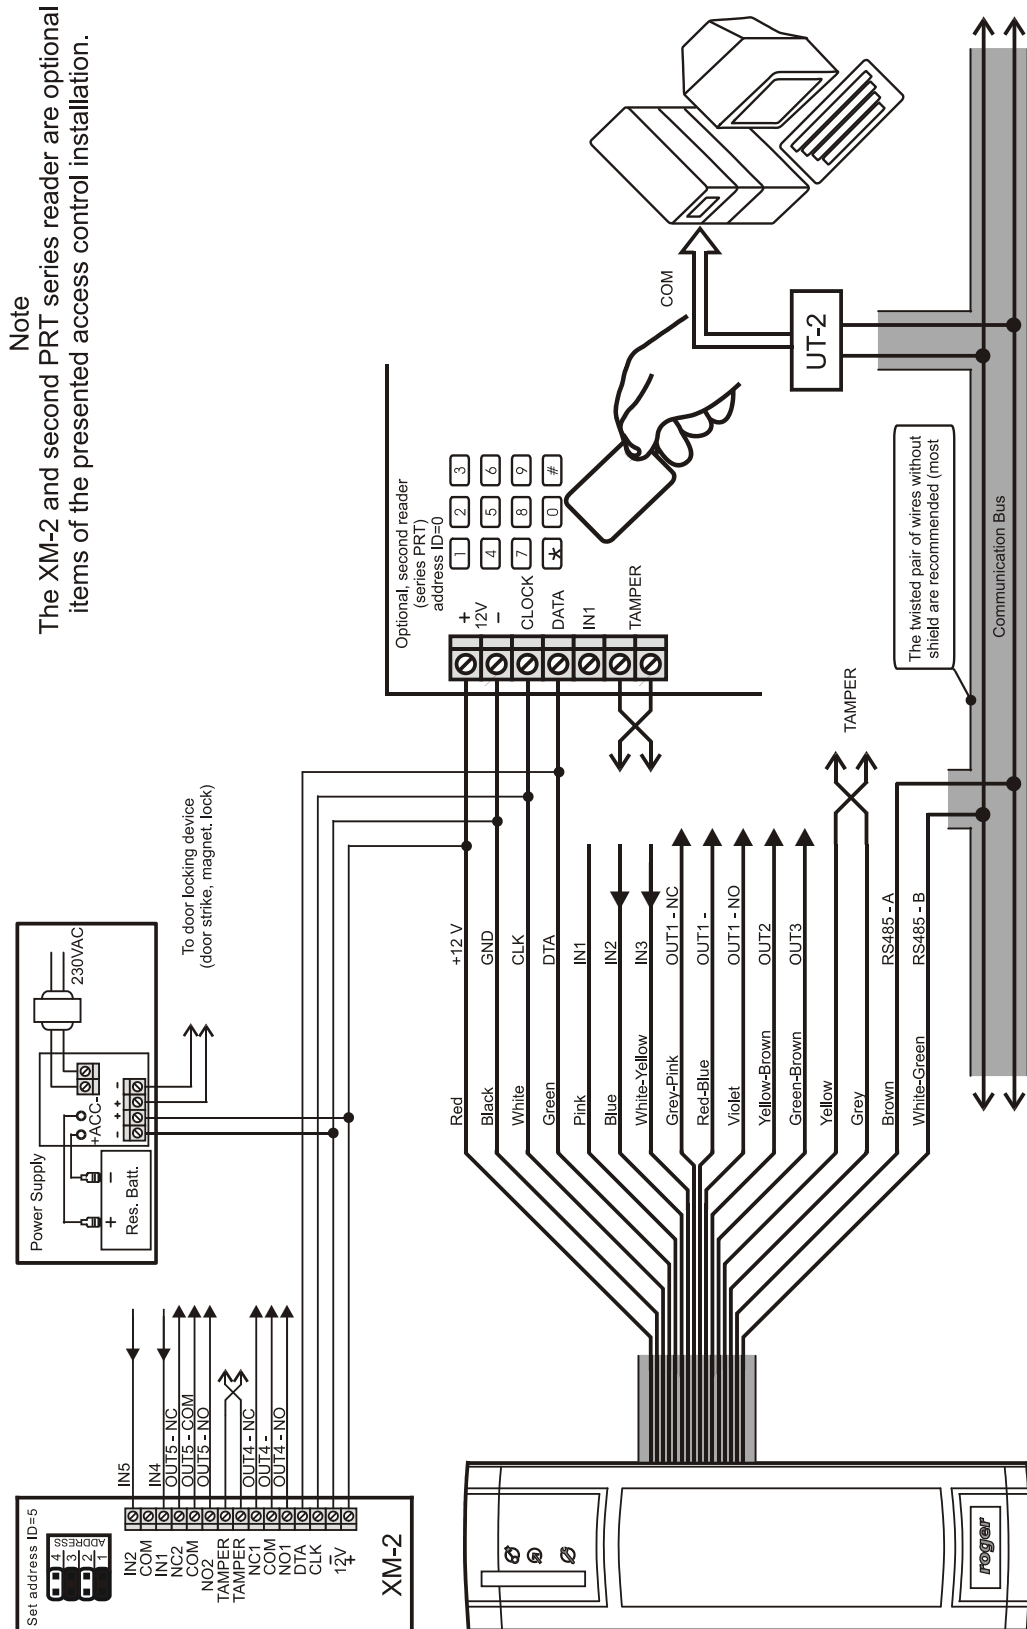 Note
The XM-2 and second PRT series reader are optional
items of the presented access control installation.
Power Supply
230VAC
+ACC-
-
+
+
-
Res. Batt.
+
-
To door locking device
(door strike, magnet. lock)
Set address ID=5
ADDRESS
4
3
2
1
IN2
COM
IN1
NC2
COM
NO2
TAMPER
TAMPER
NC1
COM
NO1
DTA
CLK
-
12V
+
XM-2
IN5
IN4
OUT5 - NC
OUT5 - COM
OUT5 - NO
OUT4 - NC
OUT4 -
OUT4 - NO
Optional, second reader
(series PRT)
address ID=0
1
2
3
4
5
6
7
8
9
*
0
#
+
12V
-
CLOCK
DATA
IN1
TAMPER
COM
UT-2
The twisted pair of wires without
shield are recommended (most
Communication Bus
TAMPER
Red
+12 V
Black
GND
White
CLK
Green
DTA
Pink
IN1
Blue
IN2
White-Yellow
IN3
Grey-Pink
OUT1 - NC
Red-Blue
OUT1 -
Violet
OUT1 - NO
Yellow-Brown
OUT2
Green-Brown
OUT3
Yellow
Grey
Brown
RS485 - A
White-Green
RS485 - B
roger